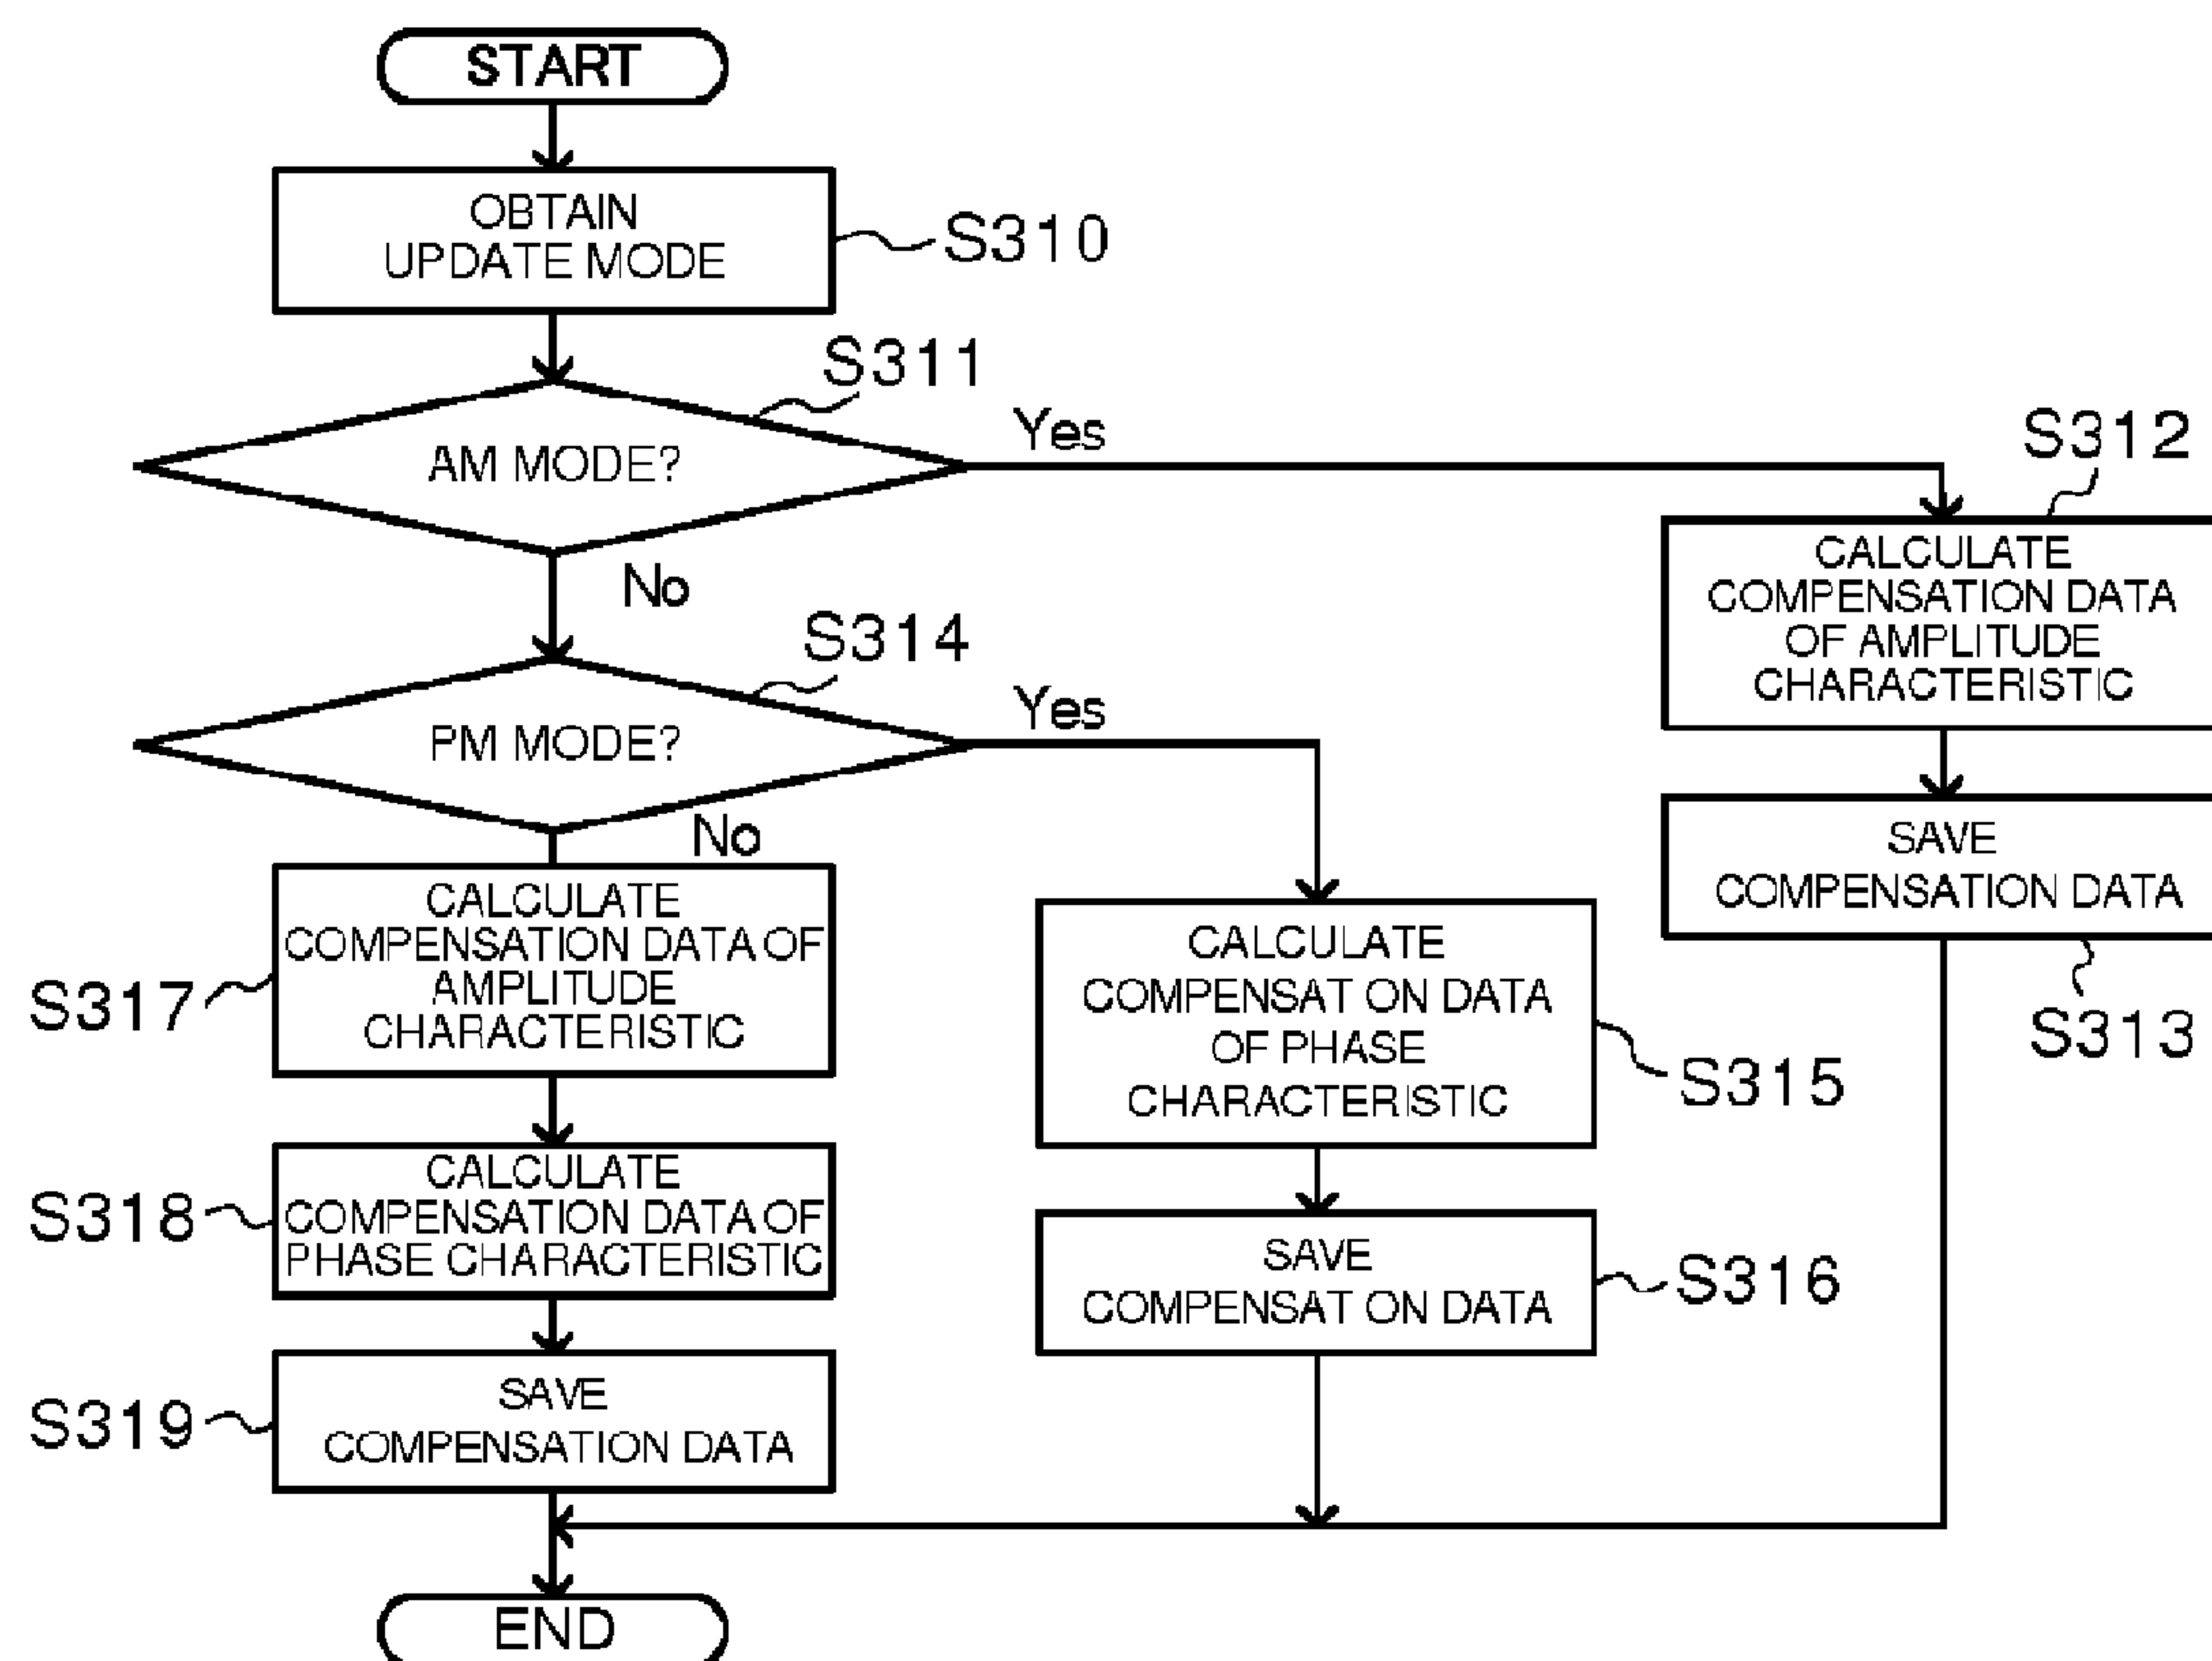 START
OBTAIN
UPDATE MODE
S310
S311
AM MODE?
Yes
No
S312
CALCULATE
COMPENSATION DATA
OF AMPLITUDE
CHARACTERISTIC
SAVE
COMPENSATION DATA
S313
S314
PM MODE?
Yes
No
CALCULATE
COMPENSAT ON DATA
OF PHASE
CHARACTERISTIC
S315
SAVE
COMPENSAT ON DATA
S316
CALCULATE
COMPENSATION DATA OF
AMPLITUDE
CHARACTERISTIC
S317
CALCULATE
COMPENSATION DATA OF
PHASE CHARACTERISTIC
S318
SAVE
COMPENSATION DATA
S319
END